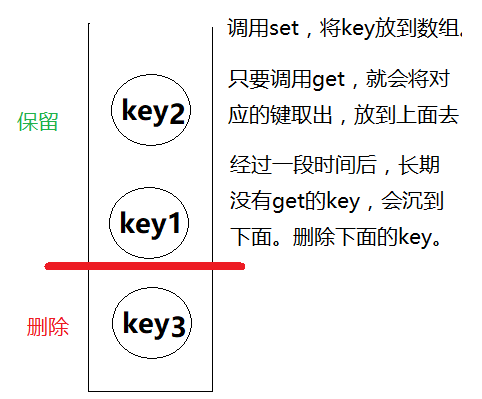 调用set，将key放到数组.
只要调用get，就会将对
应的键取出，放到上面去
key2
保留
经过一段时间后，长期
没有get的key，会沉到
下面。删除下面的key。
key1
key3
删除